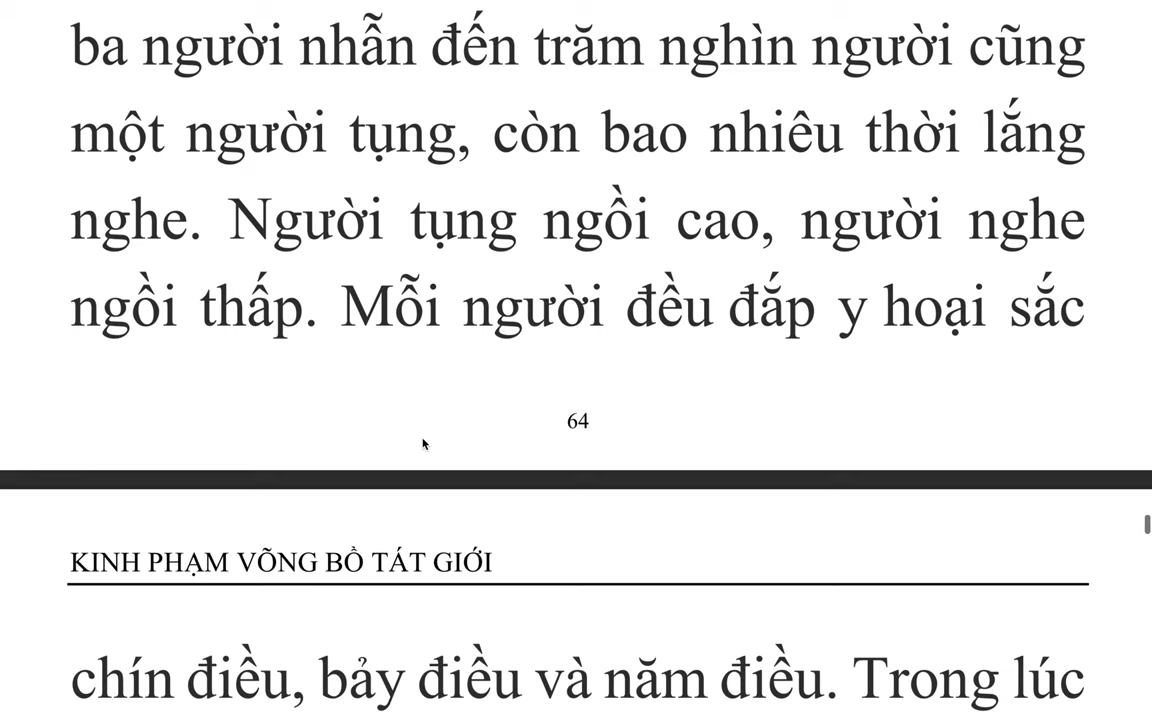 ba người nhẫn đến trăm nghìn người cũng
một người tụng, còn bao nhiêu thời lắng
nghe. Người tụng ngồi cao, người nghe
ngồi thấp. Mỗi người đều đắp y hoại sắc
64
KINH PHẠM VÕNG BỒ TÁT GIỚI
chín điều, bảy điều và năm điều. Trong lúc